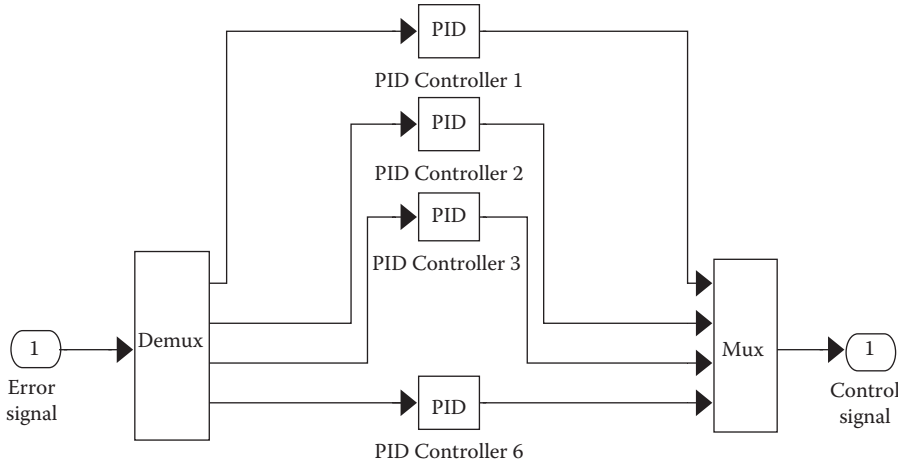 PID
PID Controller 1
PID
PID Controller 2
PID
PID Controller 3
Demux
1
Error
signal
Mux
1
Control
signal
PID
PID Controller 6